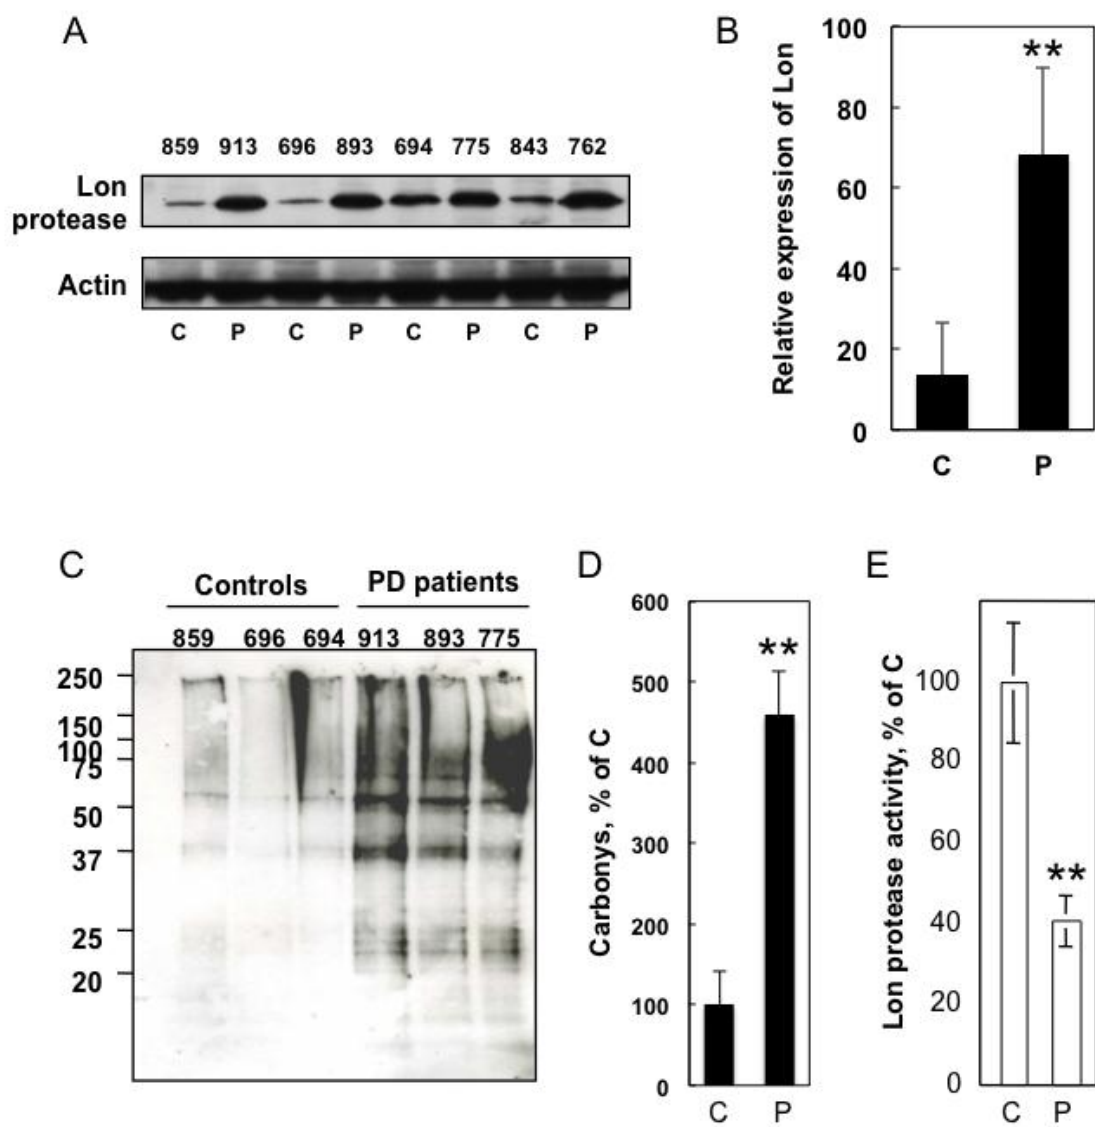 A
859 913 696 893 694 775 843 762
Lon
protease
Actin
C P C P C P C P
B
Relative expression of Lon
100
80
60
40
20
0
**
C P
C
Controls PD patients
859 696 694 913 893 775
250
150
100
75
50
37
25
20
D
Carbonys, % of C
600
500
400
300
200
100
0
**
C P
E
Lon protease activity, % of C
100
80
60
40
20
0
**
C P